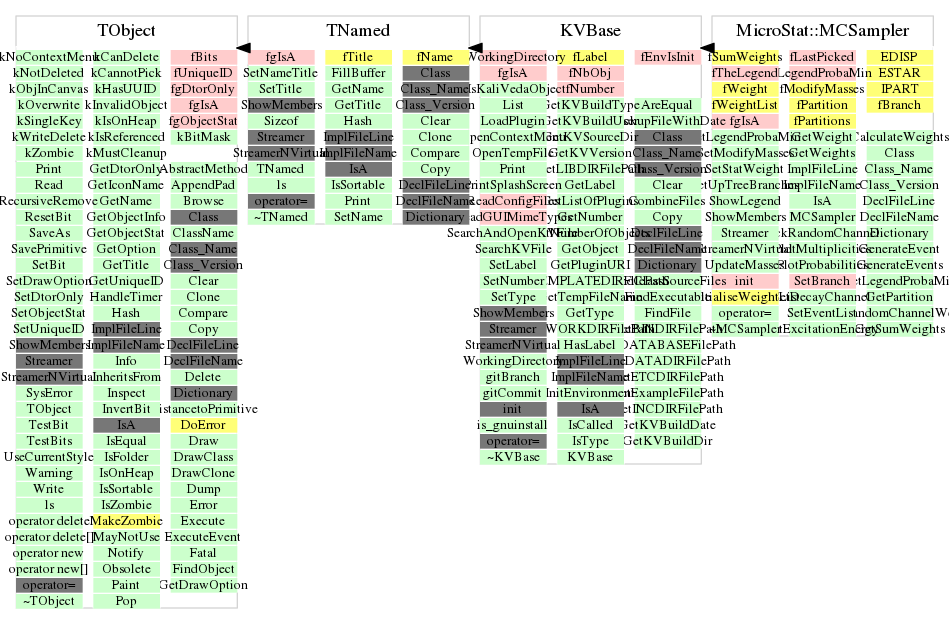 TObject
kNoContextMenu kCanDelete fBits
kNotDeleted kCannotPick fUniqueID
kObjInCanvas kHasUUID fgDtorOnly
kOverwrite kInvalidObject fgIsA
kSingleKey kIsOnHeap fgObjectStat
kWriteDelete kIsReferenced kBitMask
kZombie kMustCleanup
Print GetDtorOnly AbstractMethod
Read GetIconName AppendPad
RecursiveRemove GetName Browse
ResetBit GetObjectInfo Class
SaveAs GetObjectStat ClassName
SavePrimitive GetOption Class_Name
SetBit GetTitle Class_Version
SetDrawOption GetUniqueID Clear
SetDtorOnly HandleTimer Clone
SetObjectStat Hash Compare
SetUniqueID ImplFileLine Copy
ShowMembers ImplFileName DeclFileLine
Streamer Info DeclFileName
StreamerNVirtual InheritsFrom Delete
SysError Inspect Dictionary
TObject InvertBit DistancetoPrimitive
TestBit IsA DoError
TestBits IsEqual Draw
UseCurrentStyle IsFolder DrawClass
Warning IsOnHeap DrawClone
Write IsSortable Dump
ls IsZombie Error
operator delete MakeZombie Execute
operator delete[] MayNotUse ExecuteEvent
operator new Notify Fatal
operator new[] Obsolete FindObject
operator= Paint GetDrawOption
~TObject Pop
TNamed
fgIsA fTitle fName
SetNameTitle FillBuffer Class
SetTitle GetName Class_Name
ShowMembers GetTitle Class_Version
Sizeof Hash Clear
Streamer ImplFileLine Clone
StreamerNVirtual ImplFileName Compare
TNamed IsA Copy
ls IsSortable DeclFileLine
operator= Print DeclFileName
~TNamed SetName Dictionary
KVBase
WorkingDirectory fLabel fEnvIsInit
fgIsA fNbObj
IsKaliVedaObject fNumber
List GetKVBuildType AreEqual
LoadPlugin GetKVBuildUser BackupFileWithDate
OpenContextMenu GetKVSourceDir Class
OpenTempFile GetKVVersion Class_Name
Print GetLIBDIRFilePath Class_Version
PrintSplashScreen GetLabel Clear
ReadConfigFiles GetListOfPlugins CombineFiles
ReadGUIMimeTypes GetNumber Copy
SearchAndOpenKVFile GetNumberOfObjects DeclFileLine
SearchKVFile GetObject DeclFileName
SetLabel GetPluginURI Dictionary
SetNumber GetTEMPLATEDIRFilePath FindClassSourceFiles
SetType GetTempFileName FindExecutable
ShowMembers GetType FindFile
Streamer GetWORKDIRFilePath GetBINDIRFilePath
StreamerNVirtual HasLabel GetDATABASEFilePath
WorkingDirectory ImplFileLine GetDATADIRFilePath
gitBranch ImplFileName GetETCDIRFilePath
gitCommit InitEnvironment GetExampleFilePath
init IsA GetINCDIRFilePath
is_gnuinstall IsCalled GetKVBuildDate
operator= IsType GetKVBuildDir
~KVBase KVBase
MicroStat::MCSampler
fSumWeights fLastPicked EDISP
fTheLegend fLegendProbaMin ESTAR
fWeight fModifyMasses IPART
fWeightList fPartition fBranch
fgIsA fPartitions
SetLegendProbaMin GetWeight CalculateWeights
SetModifyMasses GetWeights Class
SetStatWeight ImplFileLine Class_Name
SetUpTreeBranches ImplFileName Class_Version
ShowLegend IsA DeclFileLine
ShowMembers MCSampler DeclFileName
Streamer PickRandomChannel Dictionary
StreamerNVirtual PlotMultiplicities GenerateEvent
UpdateMasses PlotProbabilities GenerateEvents
init SetBranch GetLegendProbaMin
initialiseWeightList SetDecayChannels GetPartition
operator= SetEventList GetRandomChannelWeight
~MCSampler SetExcitationEnergy GetSumWeights